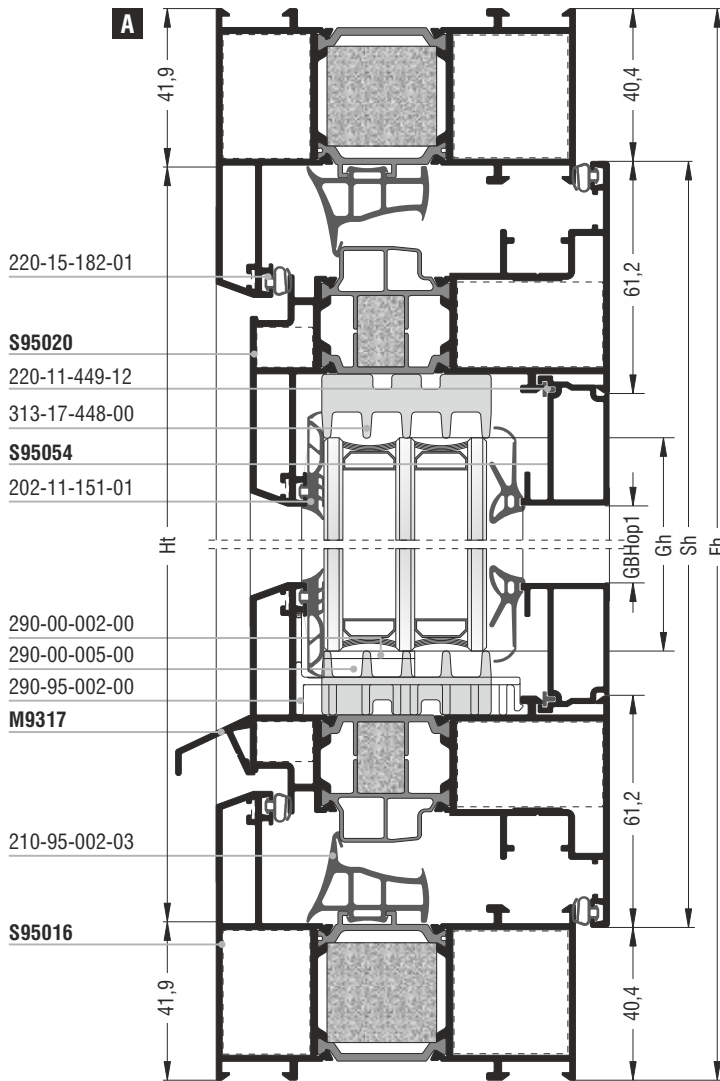 A
41,9
40,4
220-15-182-01
61,2
S95020
220-11-449-12
313-17-448-00
S95054
202-11-151-01
Ht
GBHop1
Gh
Sh
Fh
290-00-002-00
290-00-005-00
290-95-002-00
M9317
61,2
210-95-002-03
S95016
41,9
40,4